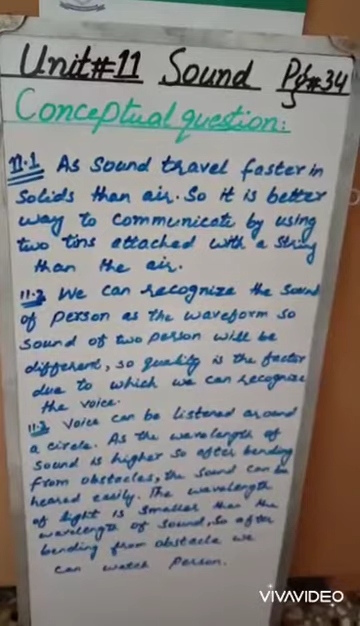 Unit#11 Sound Pg#34
Conceptual question:
11.1 As Sound travel faster in
Solids than air. So it is better
way to communicate by using
two tins attached with a string
than the air.
11.2 We can recognize the sound
of person as the waveform so
sound of two person will be
different, so quality is the factor
due to which we can recognize
the voice.
11.3 Voice can be listened around
a circle. As the wavelength of
sound is higher so after bending
from obstacles, the sound can be
heared easily. The wavelength
of light is smaller than the
wavelength of sound, so after
bending from obstacle we
can watch person.
VIVAVIDEO